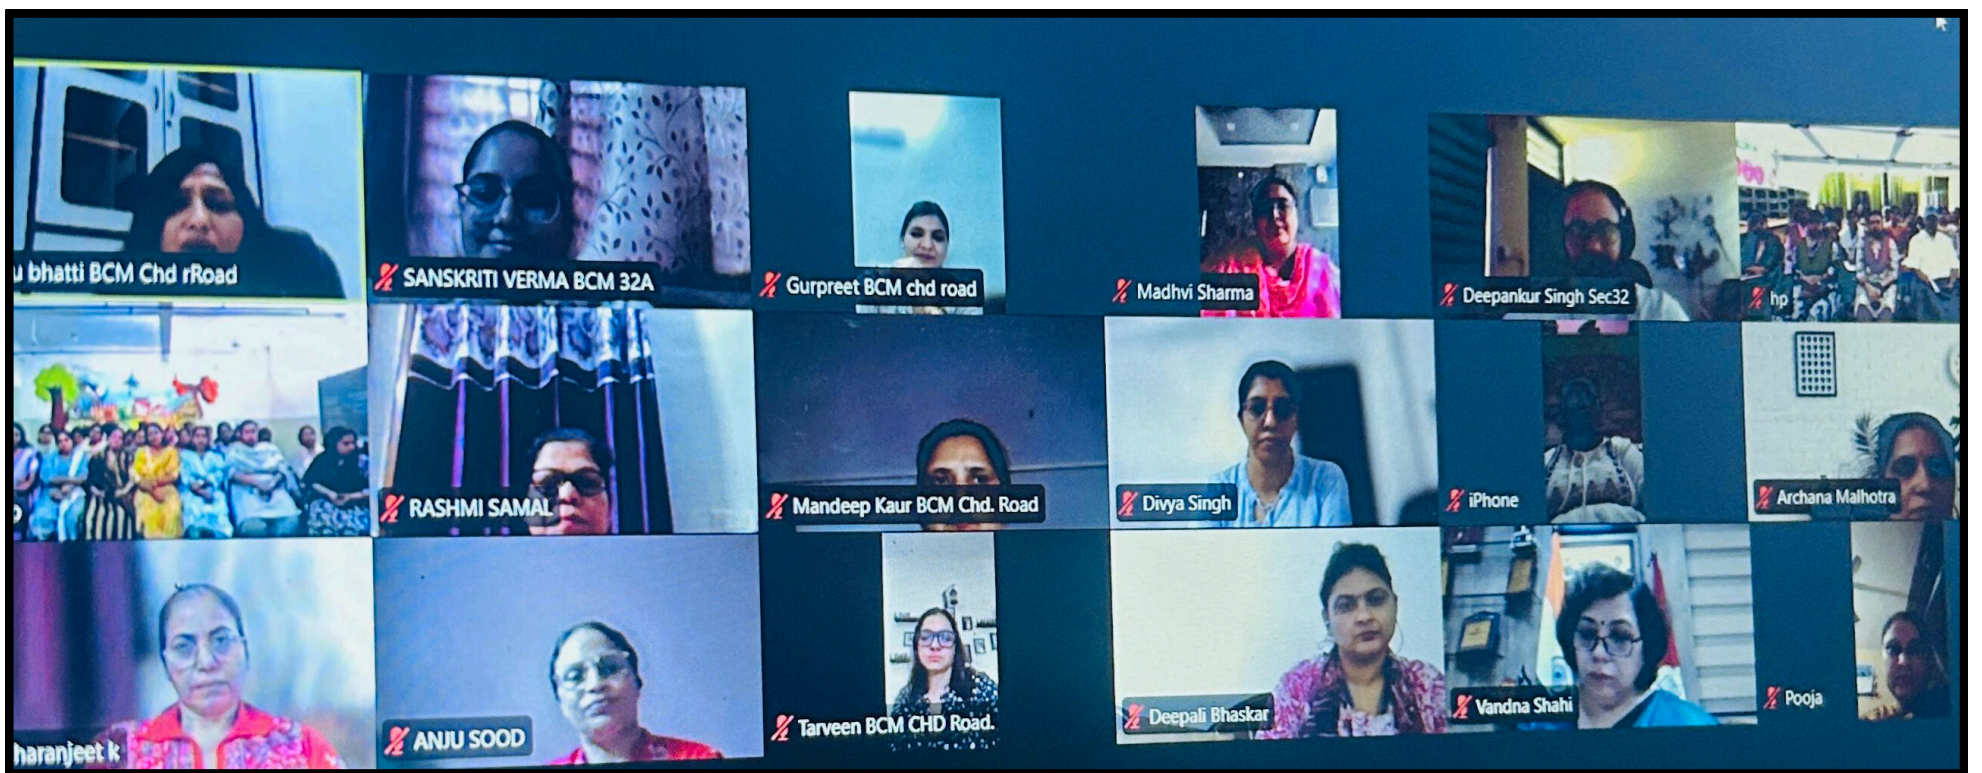 u bhatti BCM Chd rRoad
SANSKRITI VERMA BCM 32A
Gurpreet BCM chd road
Madhvi Sharma
Deepankur Singh Sec32
hp
RASHMI SAMAL
Mandeep Kaur BCM Chd. Road
Divya Singh
iPhone
Archana Malhotra
haranjeet k
ANJU SOOD
Tarveen BCM CHD Road.
Deepali Bhaskar
Vandna Shahi
Pooja